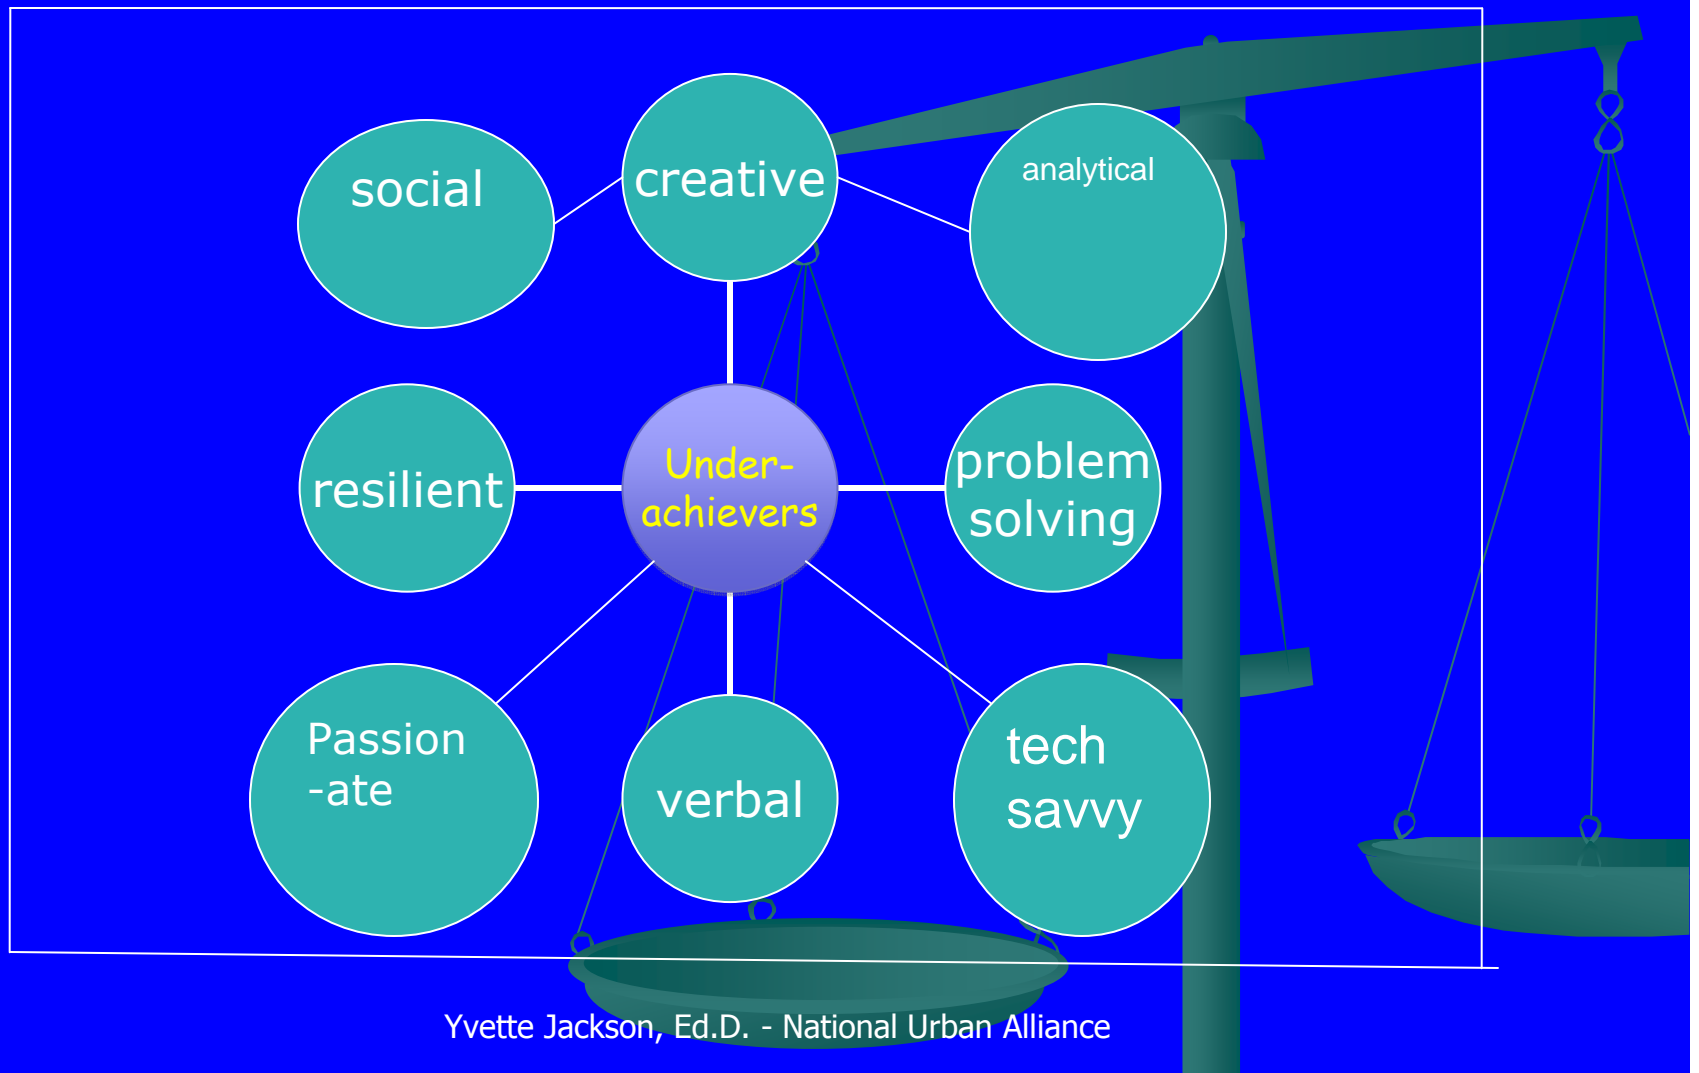 social
creative
analytical
resilient
Under-
achievers
problem
solving
Passion
-ate
verbal
tech
savvy
Yvette Jackson, Ed.D. - National Urban Alliance